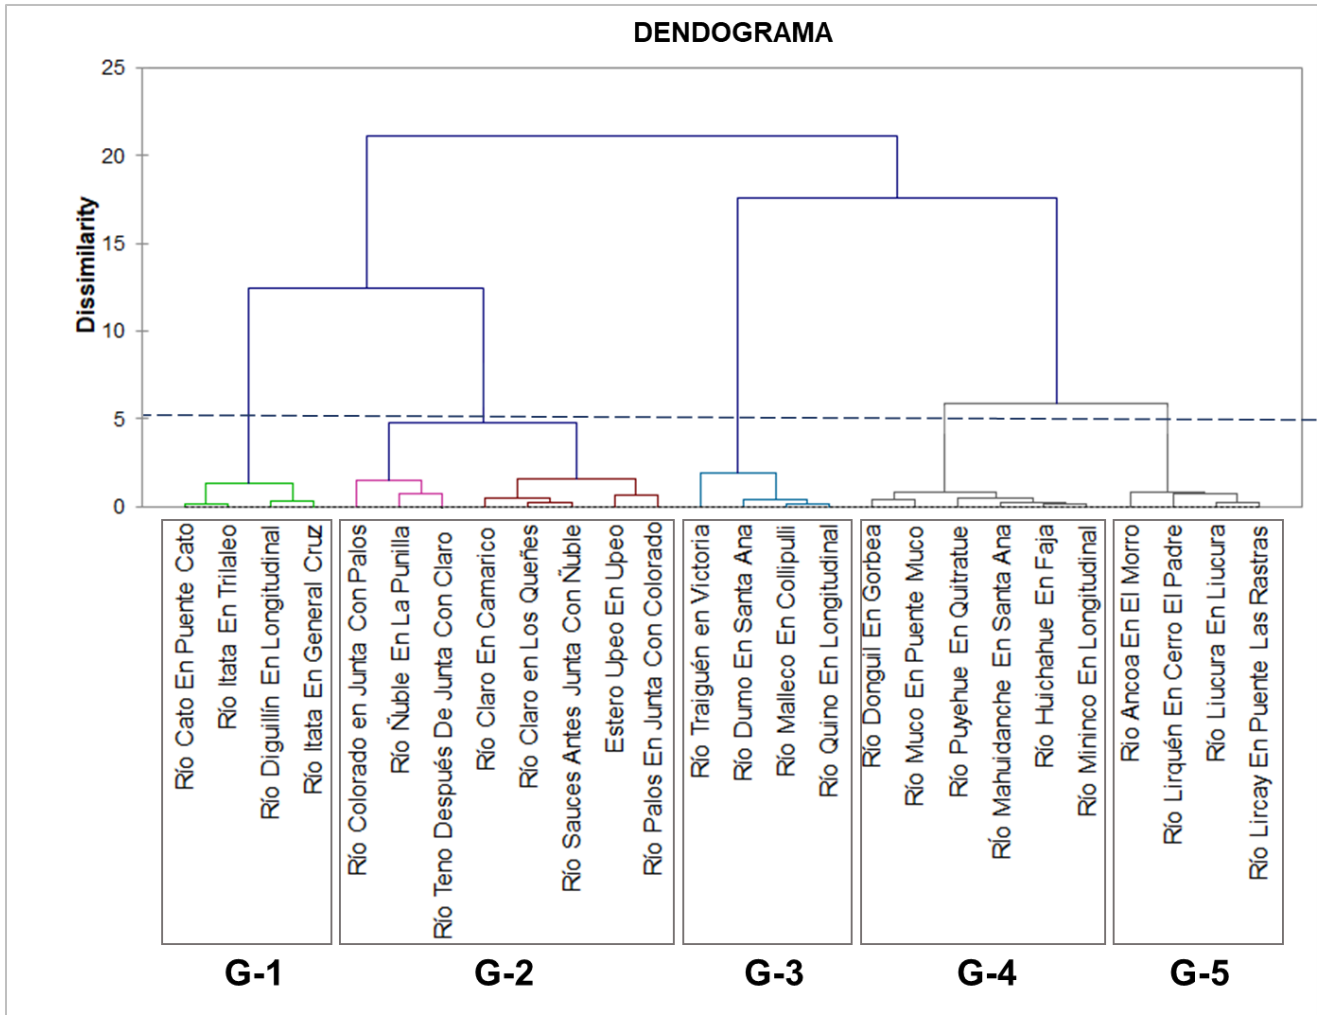 DENDOGRAMA
Dissimilarity
25
20
15
10
5
0
Río Cato En Puente Cato
Río Itata En Trilaleo
Río Diguillín En Longitudinal
Río Itata En General Cruz
Río Colorado en Junta Con Palos
Río Ñuble En La Punilla
Río Teno Después De Junta Con Claro
Río Claro En Camarico
Río Claro en Los Queñes
Río Sauces Antes Junta Con Ñuble
Estero Upeo En Upeo
Río Palos En Junta Con Colorado
Río Traiguén en Victoria
Río Dumo En Santa Ana
Río Malleco En Collipulli
Río Quino En Longitudinal
Río Donguil En Gorbea
Río Muco En Puente Muco
Río Puyehue En Quitratue
Río Mahuidanche En Santa Ana
Río Huichahue En Faja
Río Mininco En Longitudinal
Río Ancoa En El Morro
Río Lirquén En Cerro El Padre
Río Liucura En Liucura
Río Lircay En Puente Las Rastras
G-1
G-2
G-3
G-4
G-5